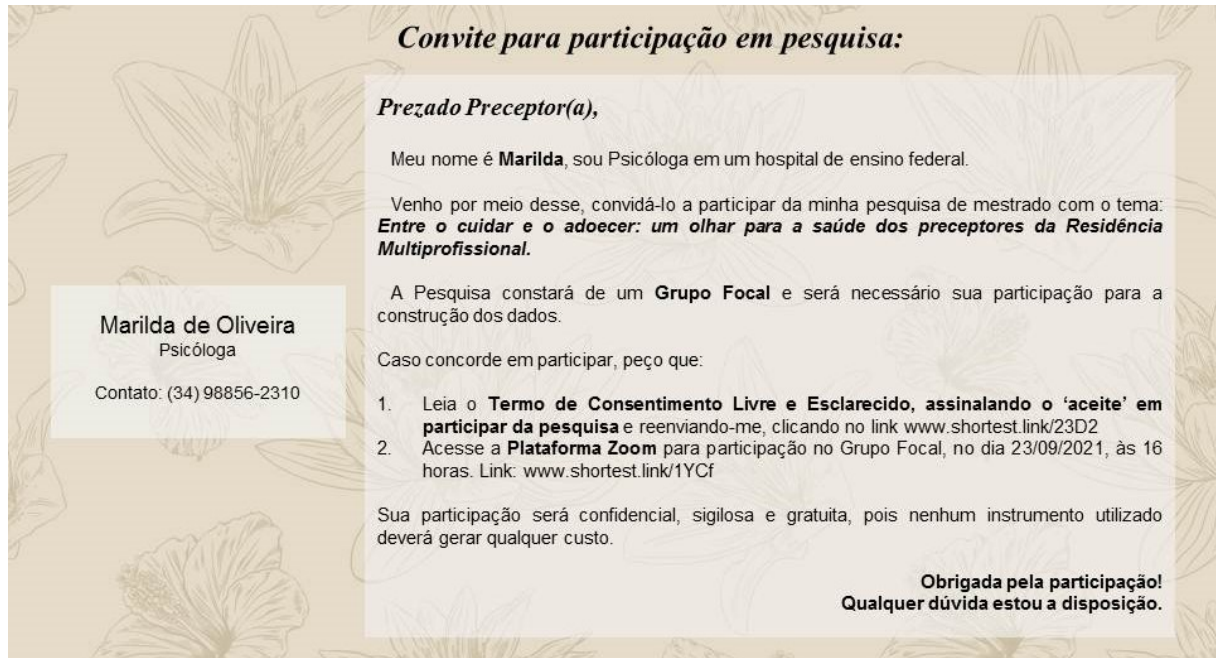 Convite para participação em pesquisa:
Prezado Preceptor(a),
Meu nome é Marilda, sou Psicóloga em um hospital de ensino federal.
Venho por meio desse, convidá-lo a participar da minha pesquisa de mestrado com o tema:
Entre o cuidar e o adoecer: um olhar para a saúde dos preceptores da Residência
Multiprofissional.
A Pesquisa constará de um Grupo Focal e será necessário sua participação para a
construção dos dados.
Caso concorde em participar, peço que:
1. Leia o Termo de Consentimento Livre e Esclarecido, assinalando o ‘aceite’ em
participar da pesquisa e reenviando-me, clicando no link www.shortest.link/23D2
2. Acesse a Plataforma Zoom para participação no Grupo Focal, no dia 23/09/2021, às 16
horas. Link: www.shortest.link/1YCf
Sua participação será confidencial, sigilosa e gratuita, pois nenhum instrumento utilizado
deverá gerar qualquer custo.
Obrigada pela participação!
Qualquer dúvida estou a disposição.
Marilda de Oliveira
Psicóloga
Contato: (34) 98856-2310